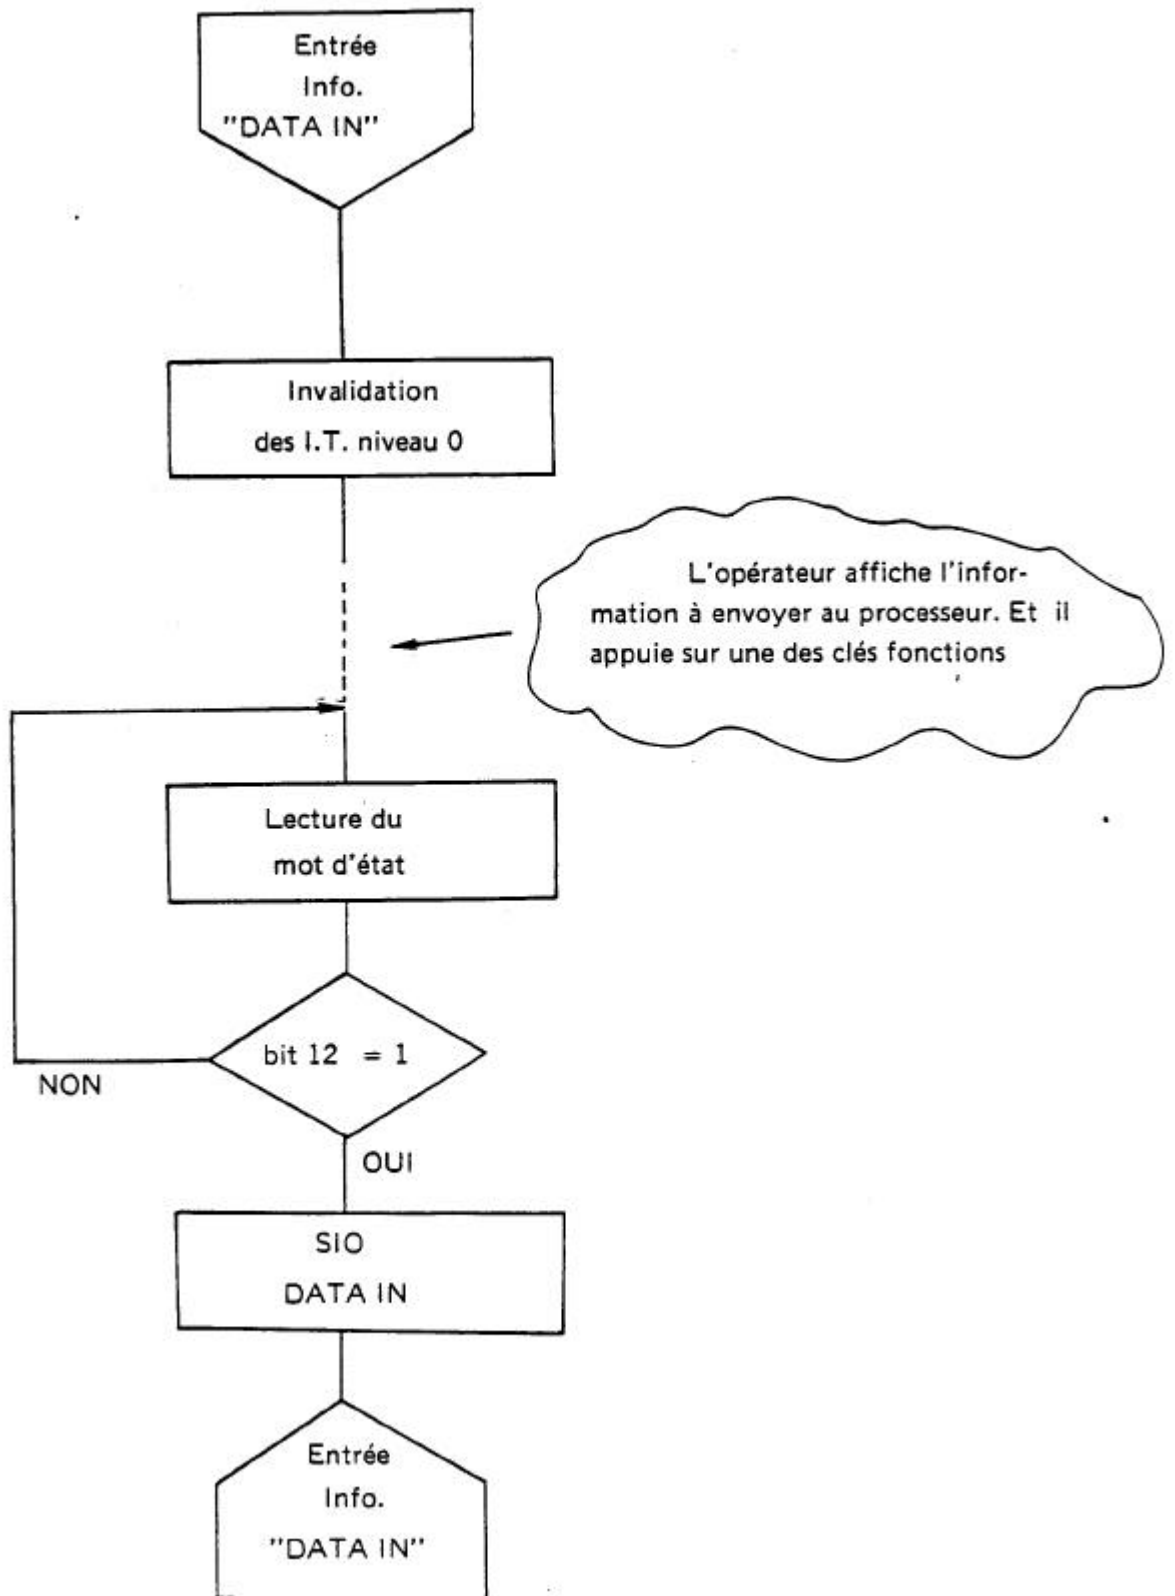 Entrée
Info.
"DATA IN"
Invalidation
des I.T. niveau 0
L'opérateur affiche l'infor-
mation à envoyer au processeur. Et il
appuie sur une des clés fonctions
Lecture du
mot d'état
bit 12 = 1
NON
OUI
SIO
DATA IN
Entrée
Info.
"DATA IN"